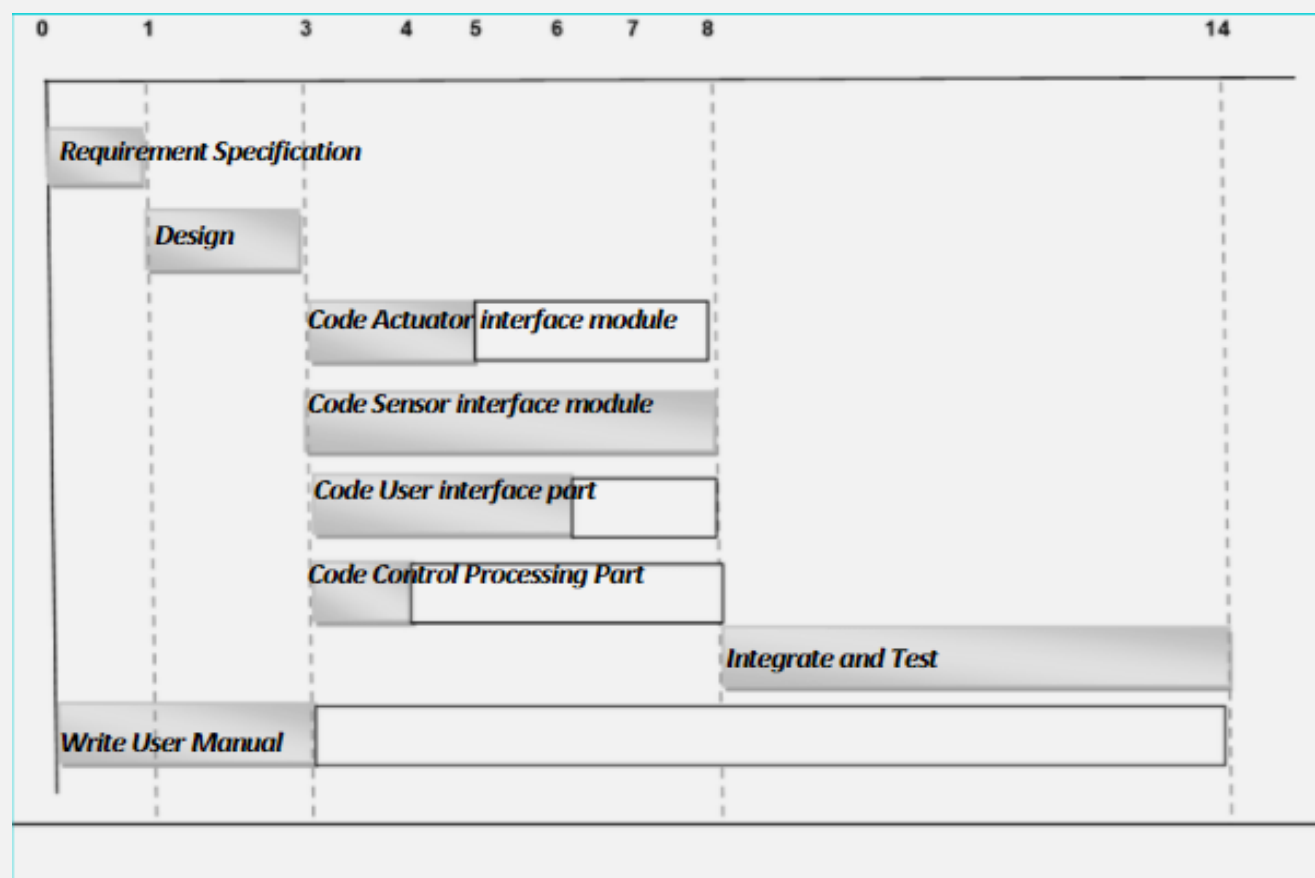 0 1 3 4 5 6 7 8 14
Requirement Specification
Design
Code Actuator interface module
Code Sensor interface module
Code User interface part
Code Control Processing Part
Integrate and Test
Write User Manual